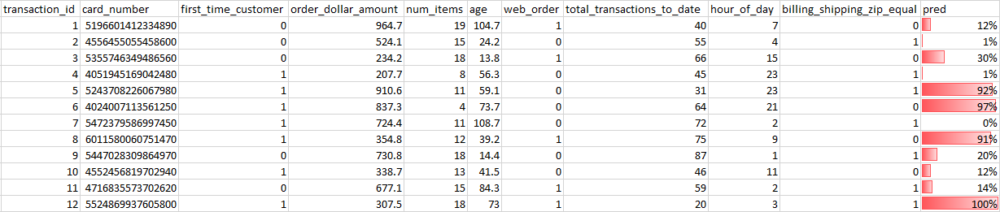 transaction_id card_number first_time_customer order_dollar_amount num_items age web_order total_transactions_to_date hour_of_day billing_shipping_zip_equal pred
1 5196601412334890 0 964.7 19 104.7 1 40 7 0 12%
2 4556455055458600 0 524.1 15 24.2 0 55 4 1 1%
3 5355746349486560 0 234.2 18 13.8 1 66 15 0 30%
4 4051945169042480 1 207.7 8 56.3 0 45 23 1 1%
5 5243708226067980 1 910.6 11 59.1 0 31 23 1 92%
6 4024007113561250 1 837.3 4 73.7 0 64 21 0 97%
7 5472379586997450 1 724.4 11 108.7 0 72 2 1 0%
8 6011580060751470 1 354.8 12 39.2 1 75 9 0 91%
9 5447028309864970 0 730.8 18 14.4 0 87 1 1 20%
10 4552456819702940 1 338.7 13 41.5 0 46 11 0 12%
11 4716835573702620 0 677.1 15 84.3 1 59 2 1 14%
12 5524869937605800 1 307.5 18 73 1 20 3 1 100%